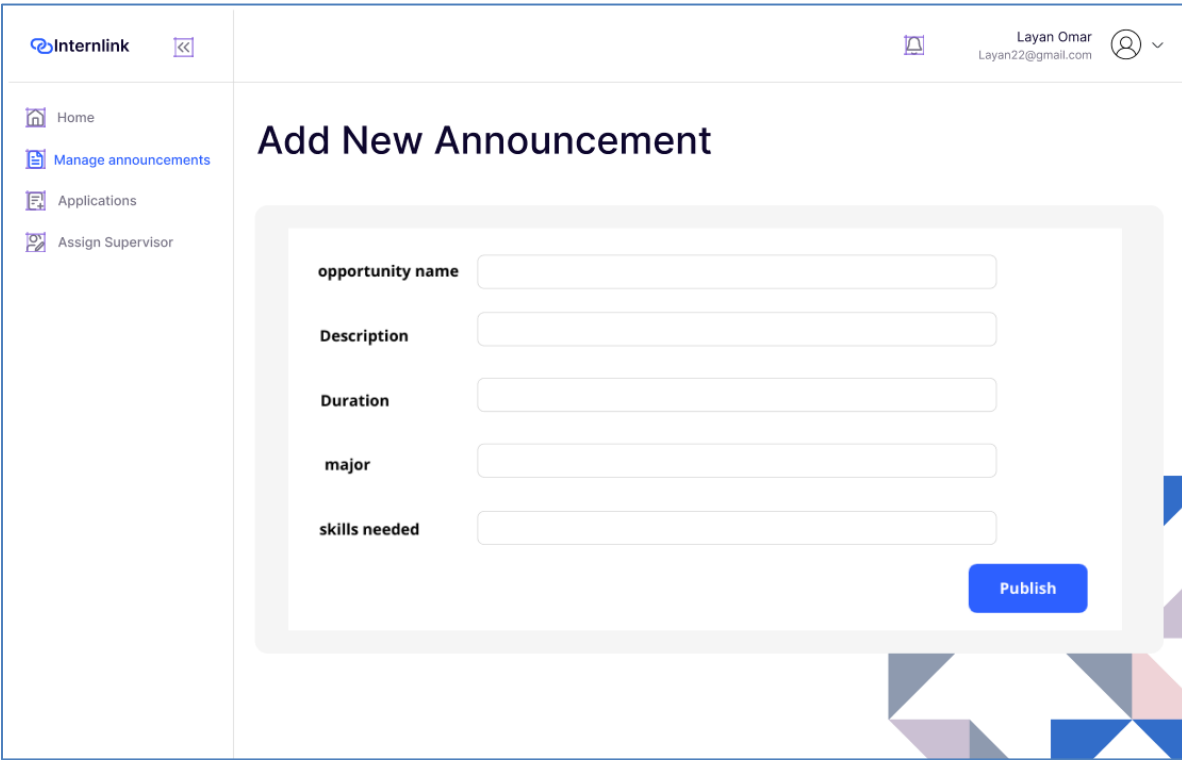 Internlink
Layan Omar
Layan22@gmail.com
Home
Manage announcements
Applications
Assign Supervisor
Add New Announcement
opportunity name
Description
Duration
major
skills needed
Publish